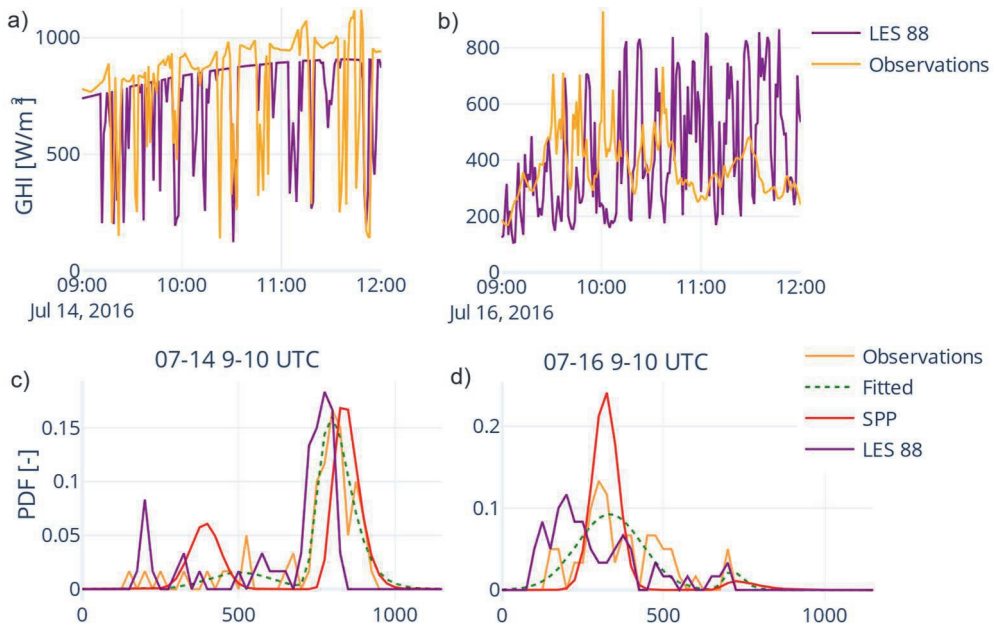 a)
GHI [W/m²]
1000
500
0
09:00 10:00 11:00 12:00
Jul 14, 2016
b)
800
600
400
200
0
09:00 10:00 11:00 12:00
Jul 16, 2016
LES 88
Observations
07-14 9-10 UTC
c)
PDF [-]
0.15
0.1
0.05
0
0 500 1000
07-16 9-10 UTC
d)
0.2
0.1
0
0 500 1000
Observations
Fitted
SPP
LES 88